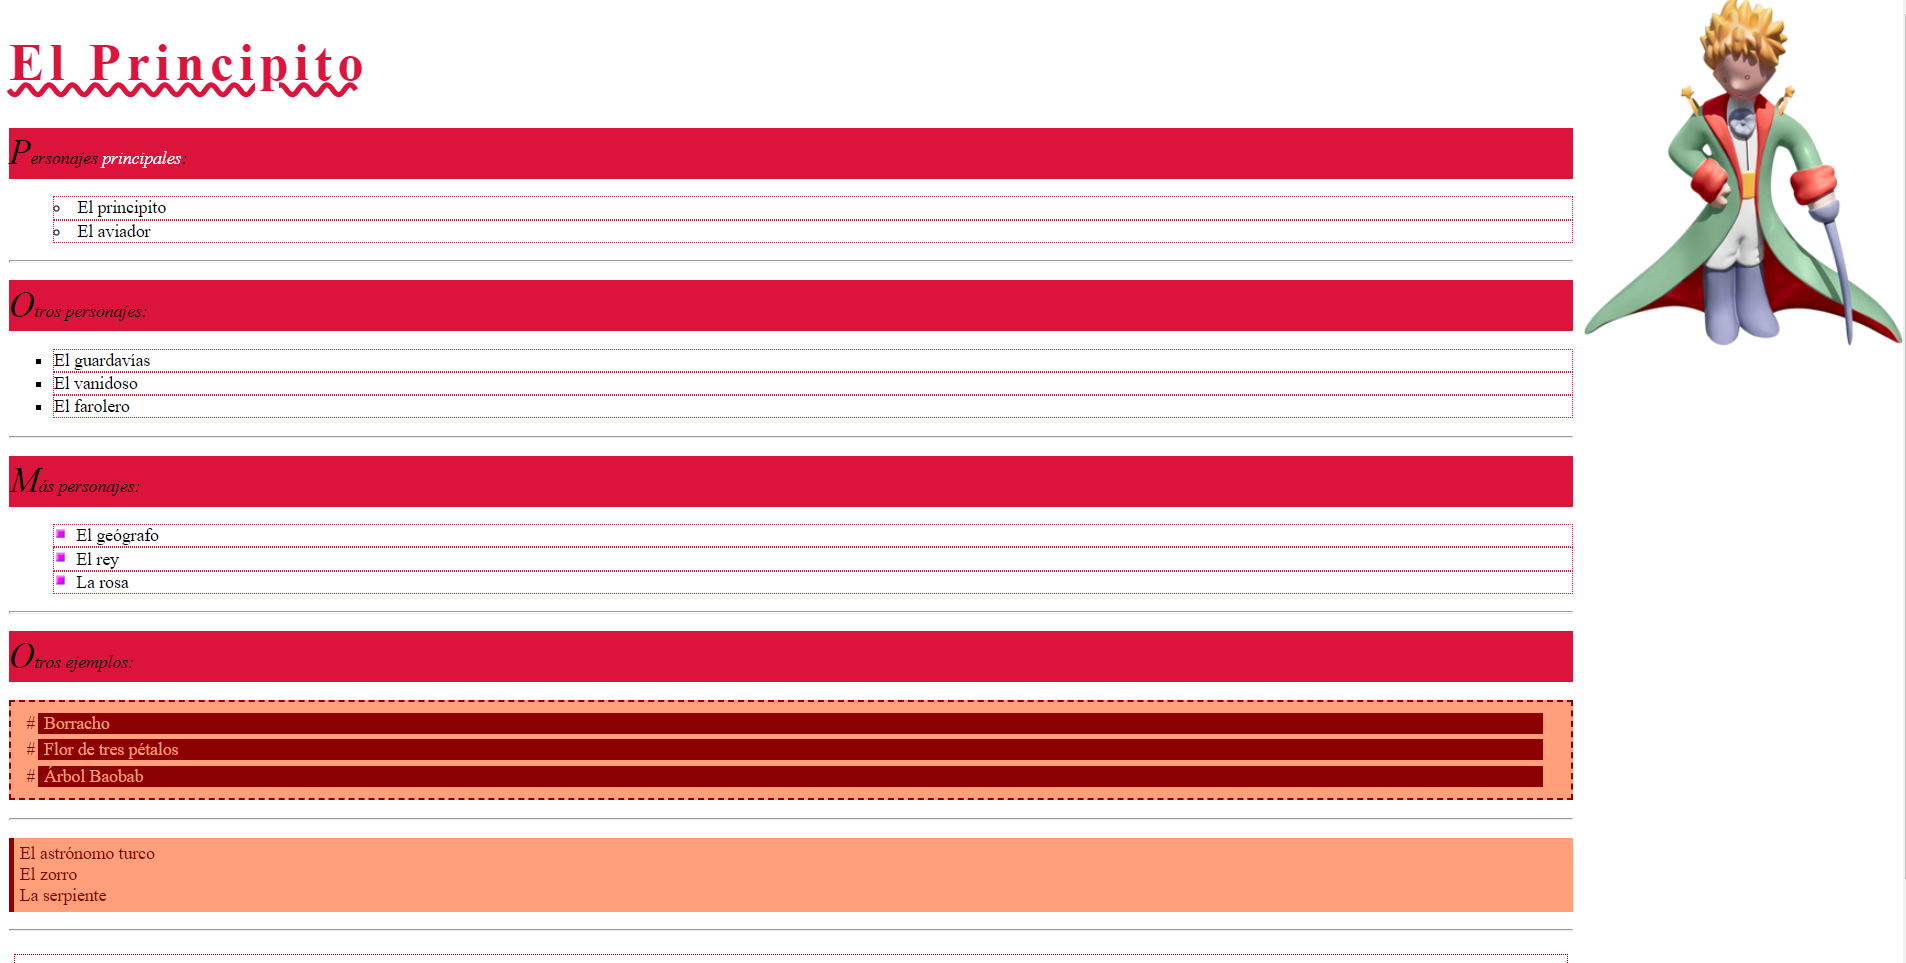 El Principito
Personajes principales:
El principito
El aviador
Otros personajes:
El guardavías
El vanidoso
El farolero
Más personajes:
El geógrafo
El rey
La rosa
Otros ejemplos:
# Borracho
# Flor de tres pétalos
# Árbol Baobab
El astrónomo turco
El zorro
La serpiente